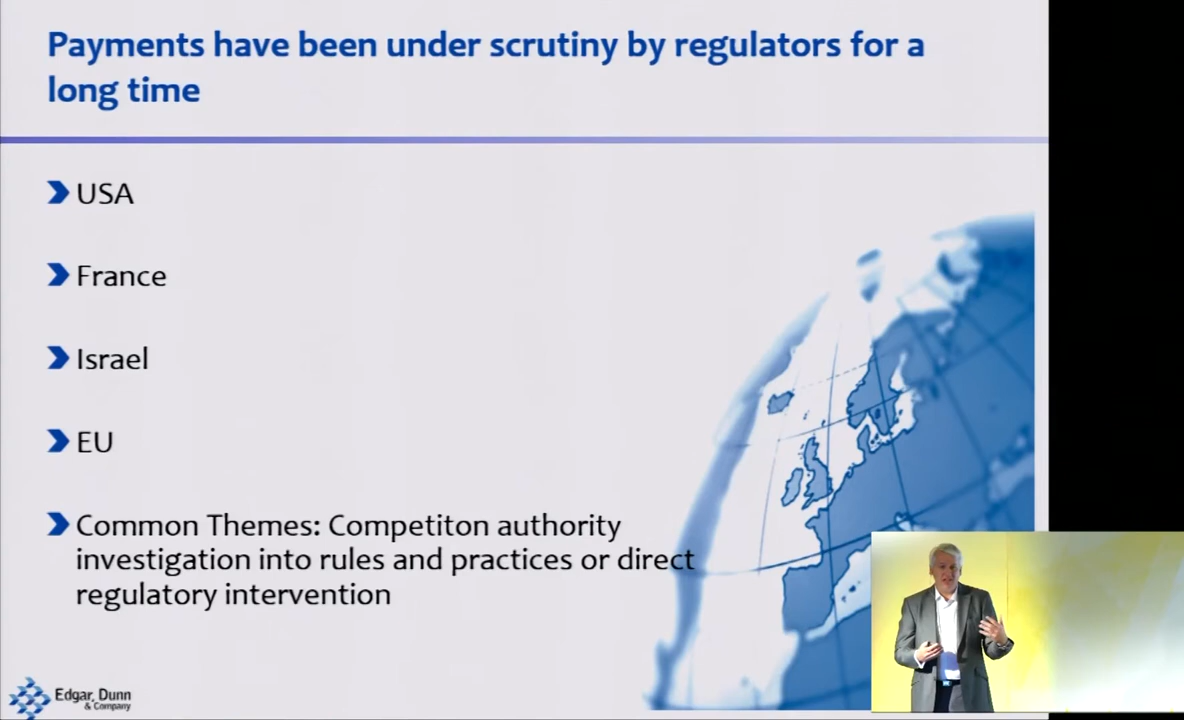 Payments have been under scrutiny by regulators for a
long time
USA
France
Israel
EU
Common Themes: Competiton authority
investigation into rules and practices or direct
regulatory intervention
Edgar, Dunn
& Company